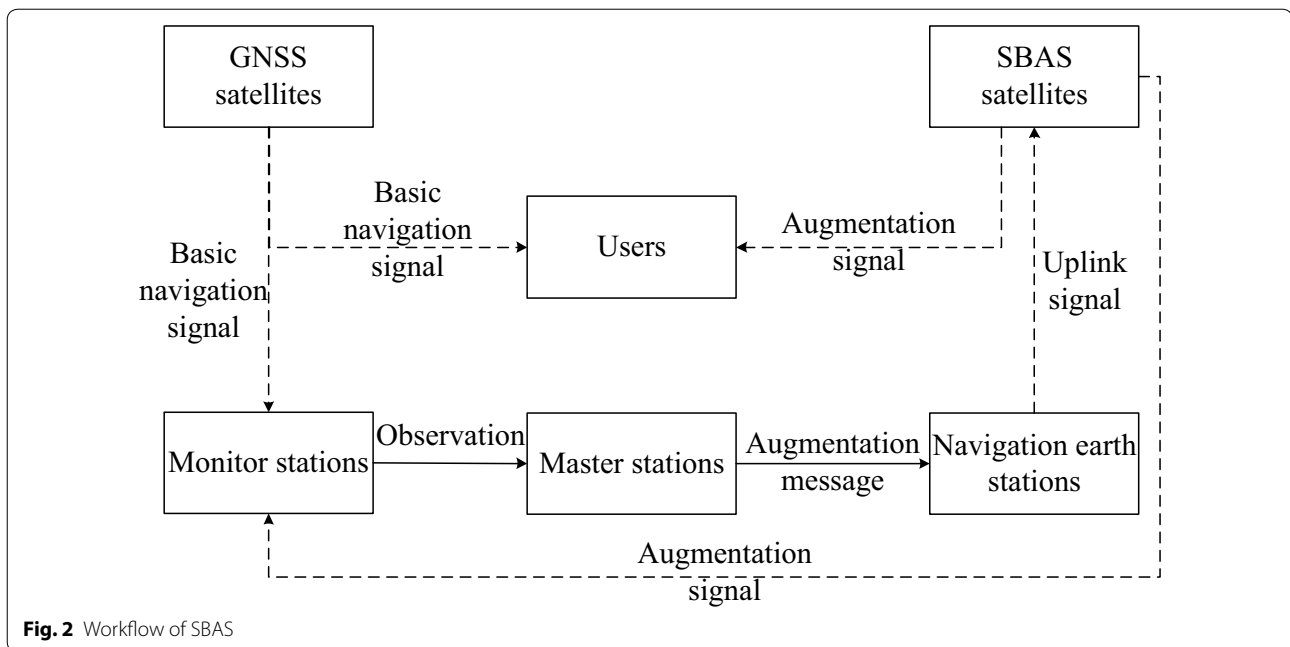 GNSS
satellites
SBAS
satellites
Basic
navigation
signal
Users
Augmentation
signal
Basic
navigation
signal
Uplink
signal
Monitor stations
Observation
Master stations
Augmentation
message
Navigation earth
stations
Augmentation
signal
Fig. 2 Workflow of SBAS